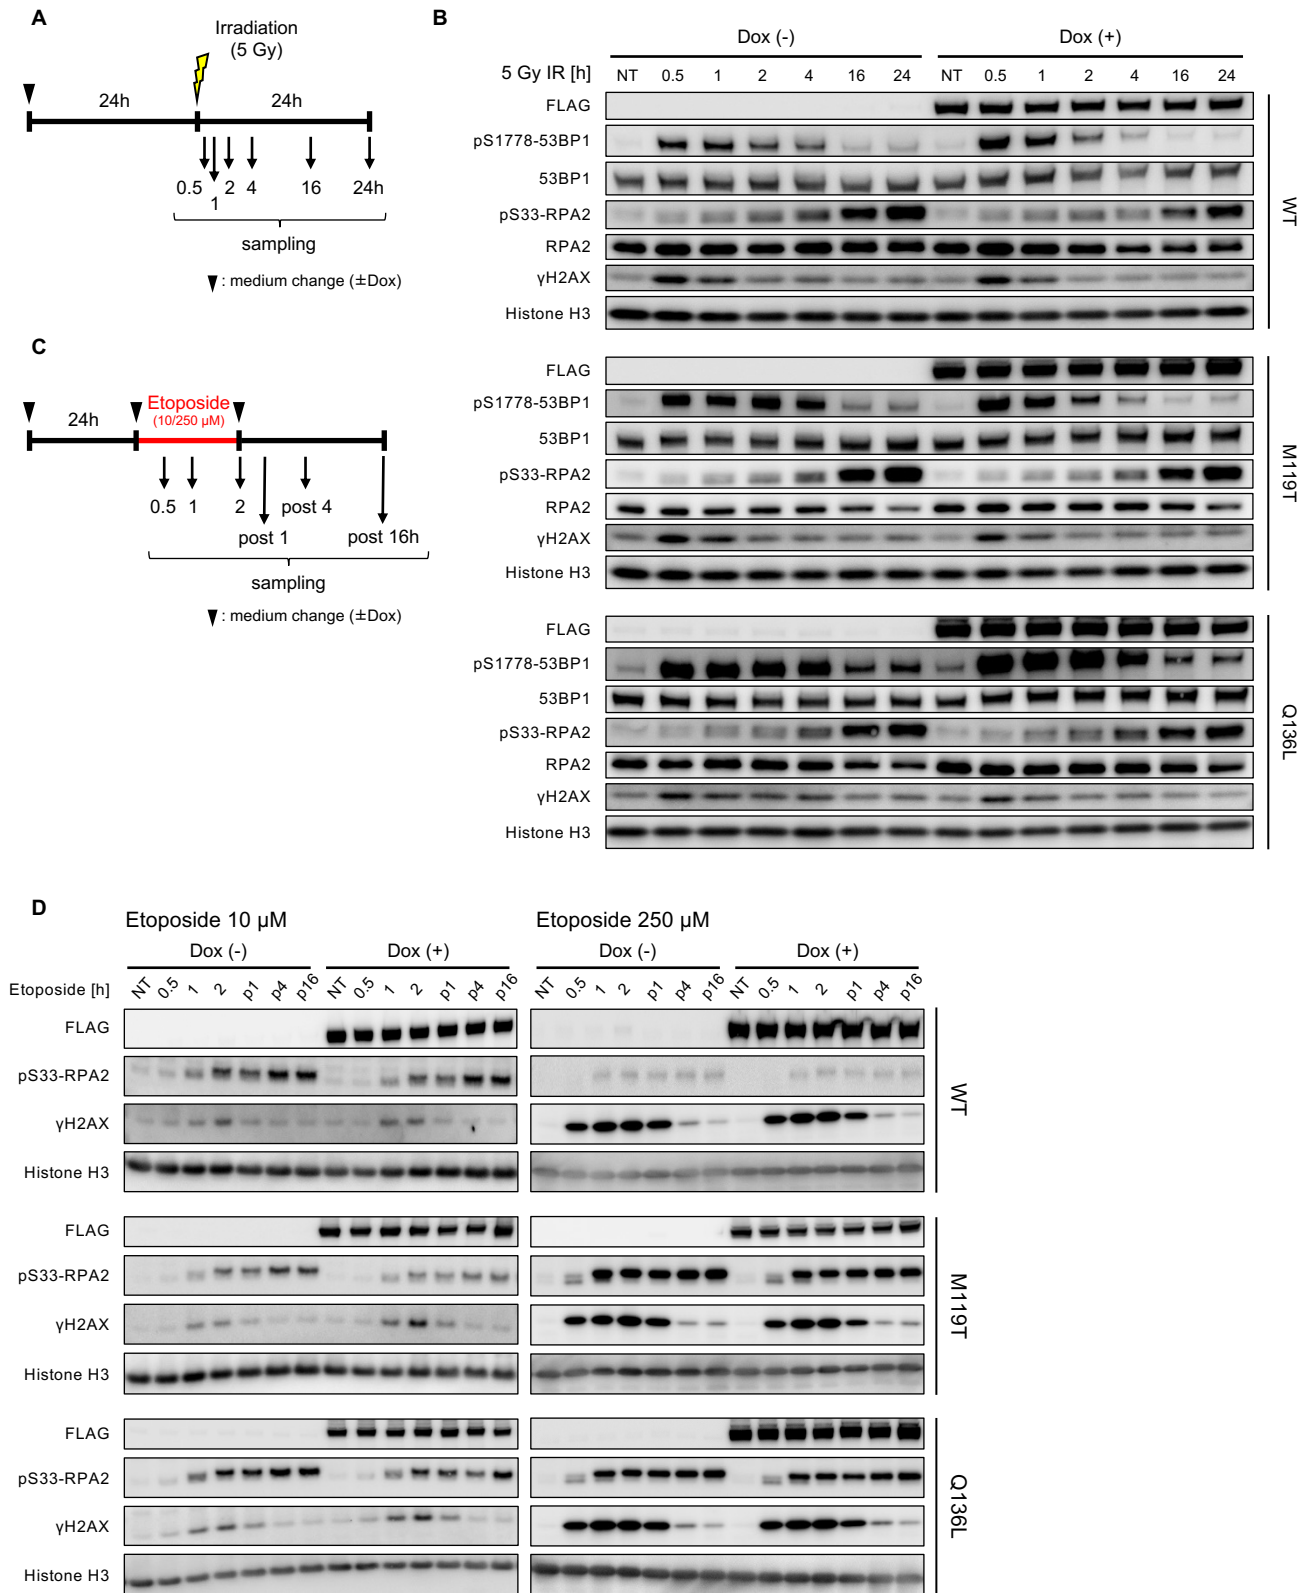 A
Irradiation
(5 Gy)
24h
24h
0.5
1
2
4
16
24h
sampling
: medium change (±Dox)
B
Dox (-)
Dox (+)
5 Gy IR [h]
NT 0.5 1 2 4 16 24 NT 0.5 1 2 4 16 24
FLAG
pS1778-53BP1
53BP1
pS33-RPA2
RPA2
γH2AX
Histone H3
WT
FLAG
pS1778-53BP1
53BP1
pS33-RPA2
RPA2
γH2AX
Histone H3
M119T
FLAG
pS1778-53BP1
53BP1
pS33-RPA2
RPA2
γH2AX
Histone H3
Q136L
C
24h
Etoposide
(10/250 µM)
0.5
1
2
post 1
post 4
post 16h
sampling
: medium change (±Dox)
D
Etoposide 10 µM
Etoposide 250 µM
Dox (-)
Dox (+)
Dox (-)
Dox (+)
Etoposide [h]
NT 0.5 1 2 p1 p4 p16 NT 0.5 1 2 p1 p4 p16
NT 0.5 1 2 p1 p4 p16 NT 0.5 1 2 p1 p4 p16
FLAG
pS33-RPA2
γH2AX
Histone H3
WT
FLAG
pS33-RPA2
γH2AX
Histone H3
M119T
FLAG
pS33-RPA2
γH2AX
Histone H3
Q136L